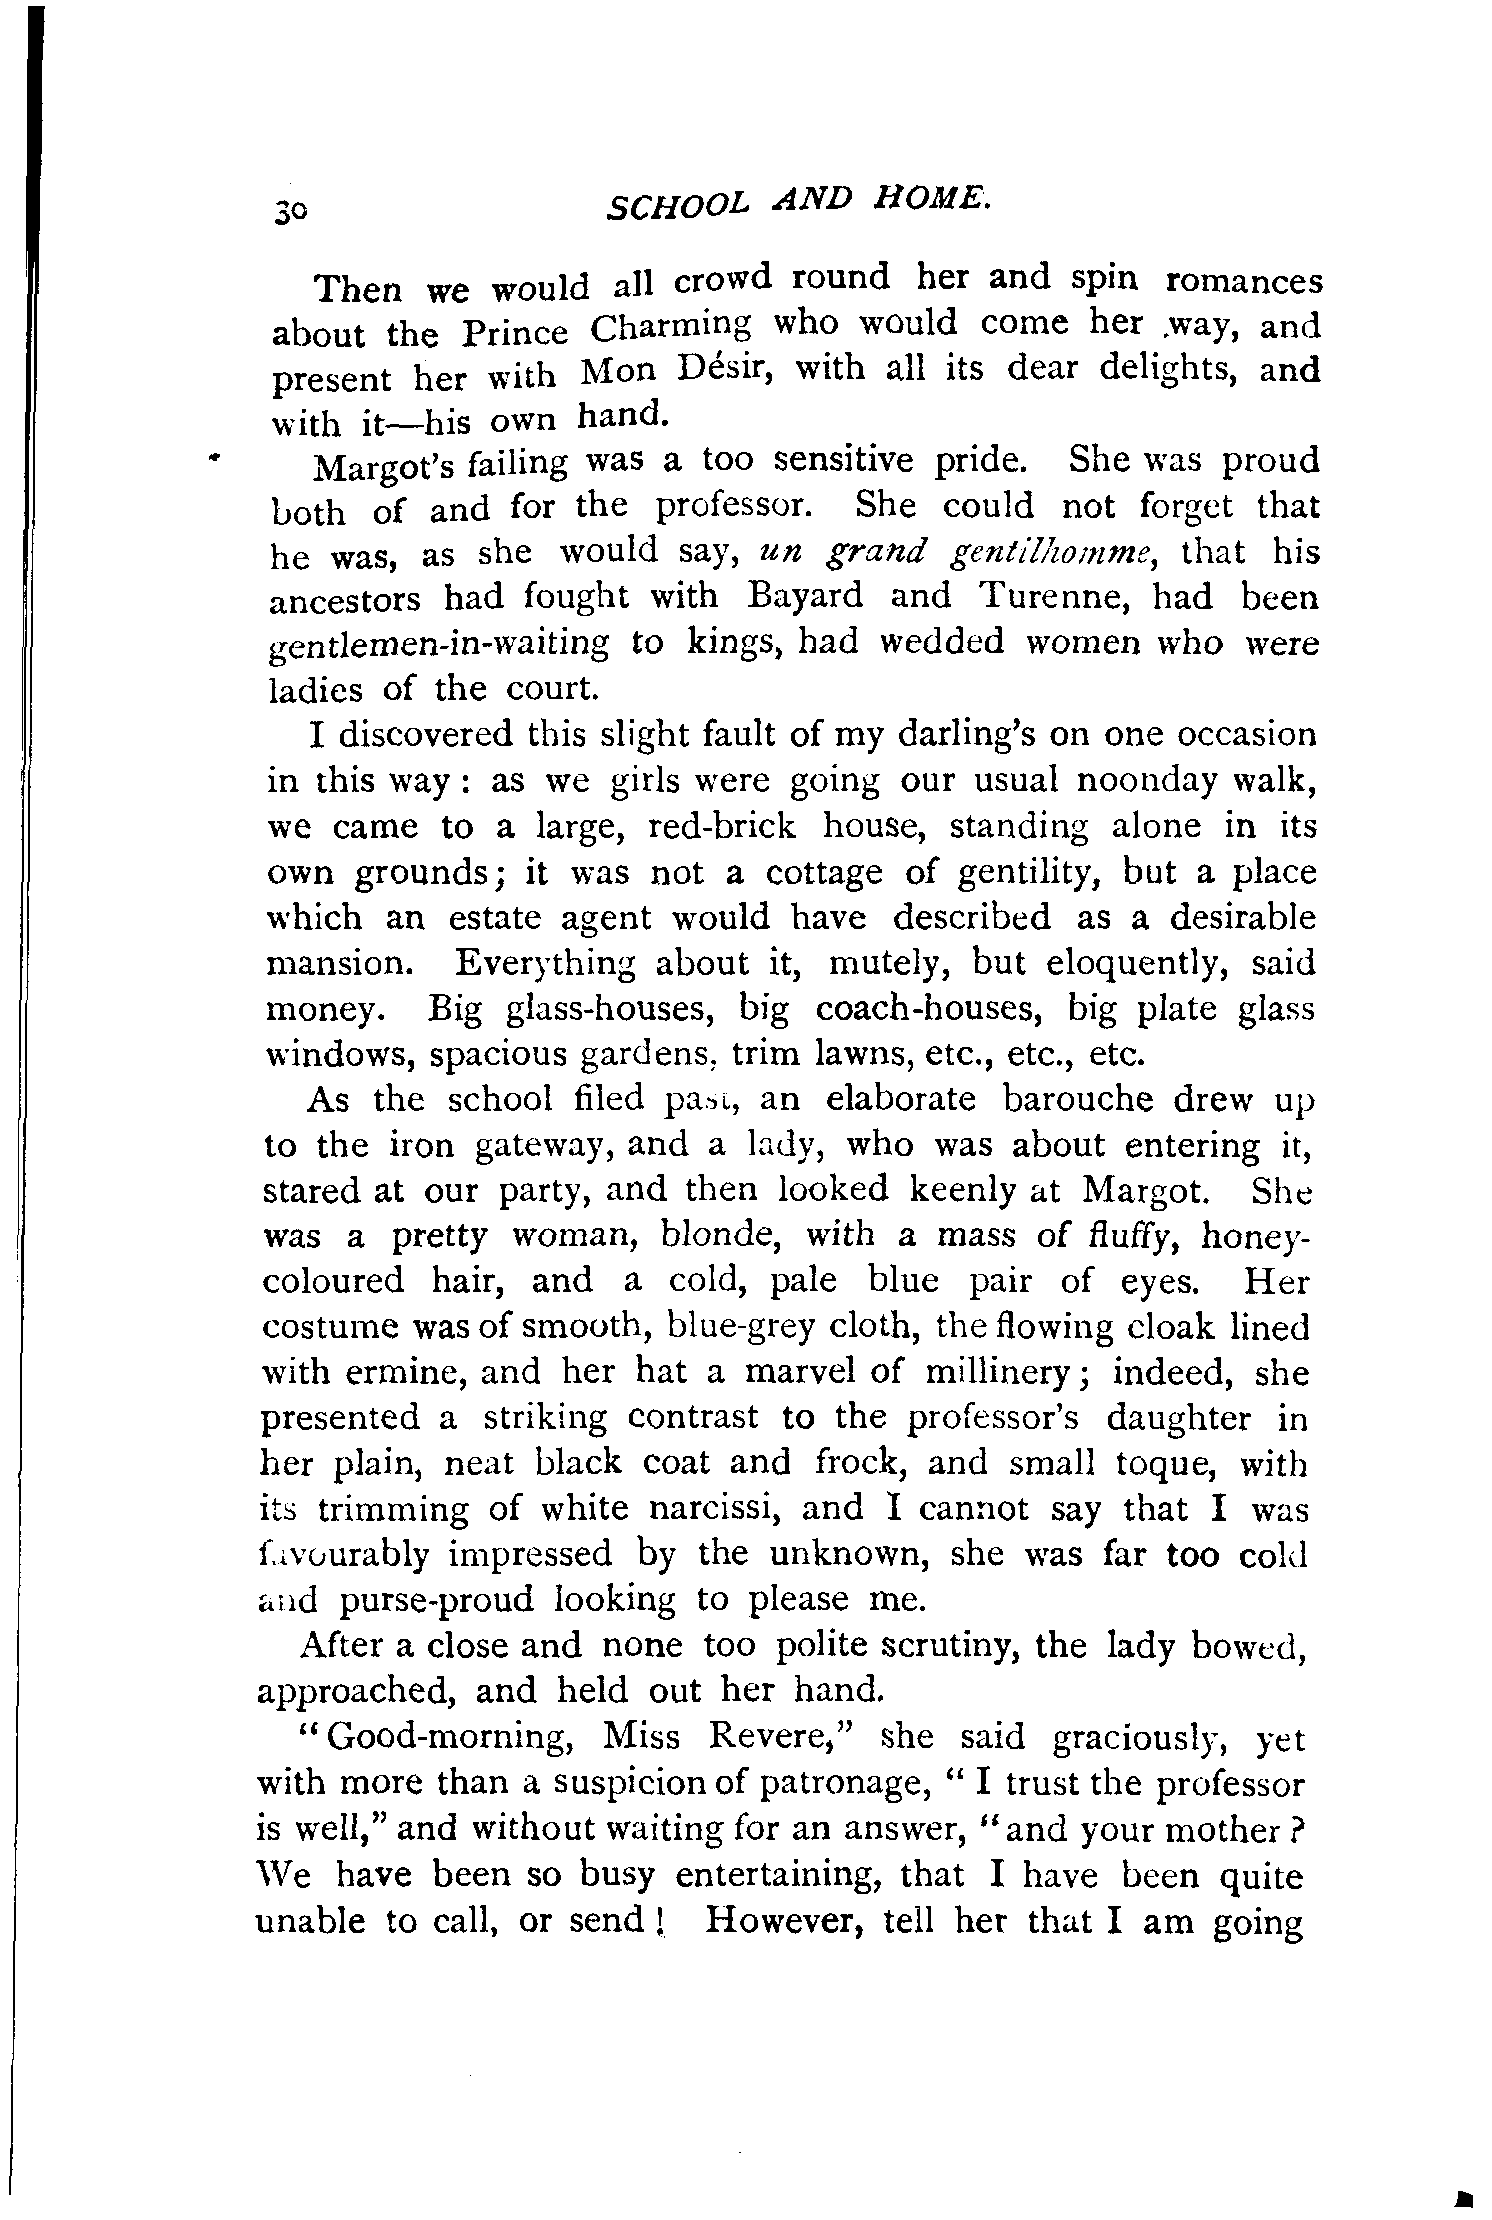 30 SCHOOL AND HOME.
Then we would all crowd round her and spin romances
about the Prince Charming who would come her way, and
present her with Mon Désir, with all its dear delights, and
with it—his own hand.
Margot's failing was a too sensitive pride. She was proud
both of and for the professor. She could not forget that
he was, as she would say, un grand gentilhomme, that his
ancestors had fought with Bayard and Turenne, had been
gentlemen-in-waiting to kings, had wedded women who were
ladies of the court.
I discovered this slight fault of my darling's on one occasion
in this way : as we girls were going our usual noonday walk,
we came to a large, red-brick house, standing alone in its
own grounds; it was not a cottage of gentility, but a place
which an estate agent would have described as a desirable
mansion. Everything about it, mutely, but eloquently, said
money. Big glass-houses, big coach-houses, big plate glass
windows, spacious gardens, trim lawns, etc., etc., etc.
As the school filed past, an elaborate barouche drew up
to the iron gateway, and a lady, who was about entering it,
stared at our party, and then looked keenly at Margot. She
was a pretty woman, blonde, with a mass of fluffy, honey-
coloured hair, and a cold, pale blue pair of eyes. Her
costume was of smooth, blue-grey cloth, the flowing cloak lined
with ermine, and her hat a marvel of millinery; indeed, she
presented a striking contrast to the professor's daughter in
her plain, neat black coat and frock, and small toque, with
its trimming of white narcissi, and I cannot say that I was
favourably impressed by the unknown, she was far too cold
and purse-proud looking to please me.
After a close and none too polite scrutiny, the lady bowed,
approached, and held out her hand.
"Good-morning, Miss Revere," she said graciously, yet
with more than a suspicion of patronage, "I trust the professor
is well," and without waiting for an answer, "and your mother?
We have been so busy entertaining, that I have been quite
unable to call, or send! However, tell her that I am going